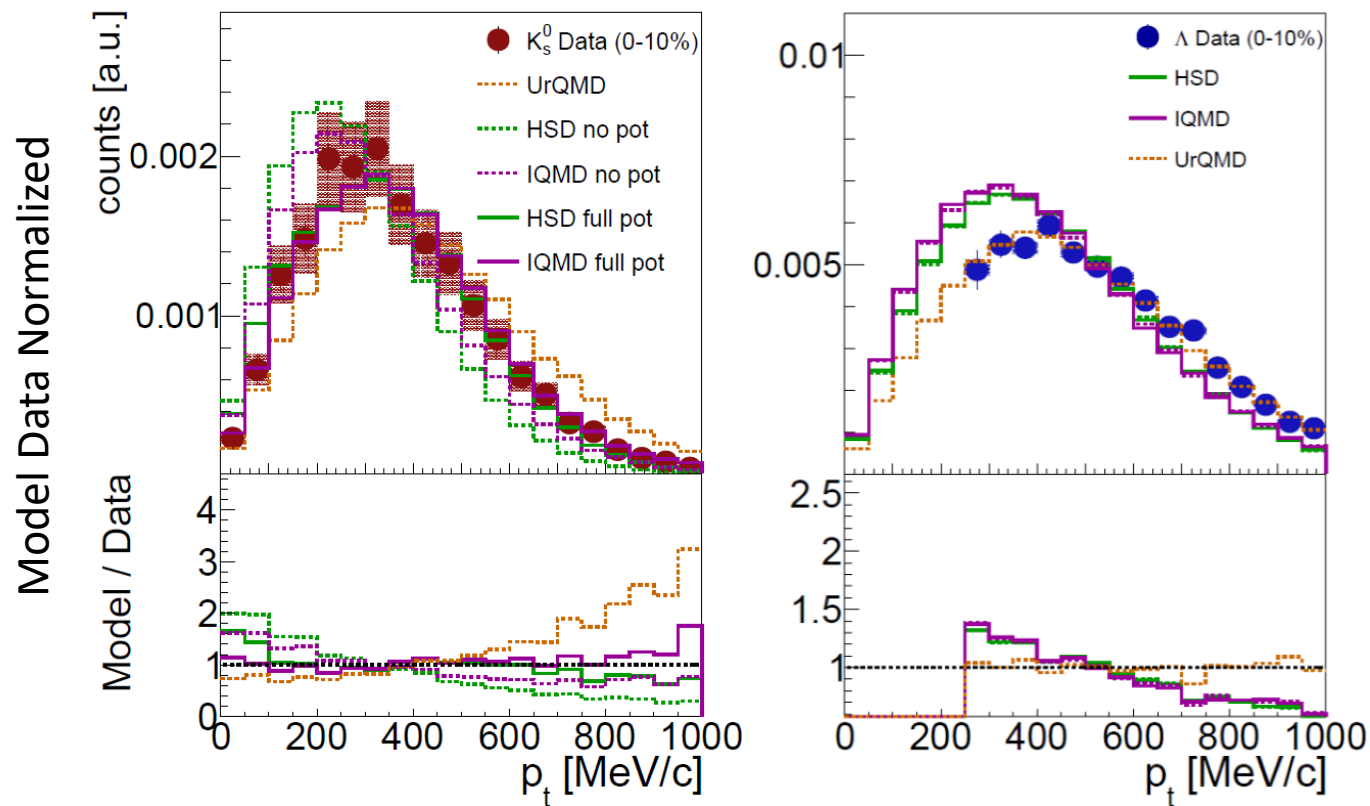 Model Data Normalized
counts [a.u.]
0.002
0.001
K⁰ₛ Data (0-10%)
UrQMD
HSD no pot
IQMD no pot
HSD full pot
IQMD full pot
Model / Data
4
3
2
1
0
0 200 400 600 800 1000
pₜ [MeV/c]
0.01
0.005
Λ Data (0-10%)
HSD
IQMD
UrQMD
2.5
2
1.5
1
0 200 400 600 800 1000
pₜ [MeV/c]